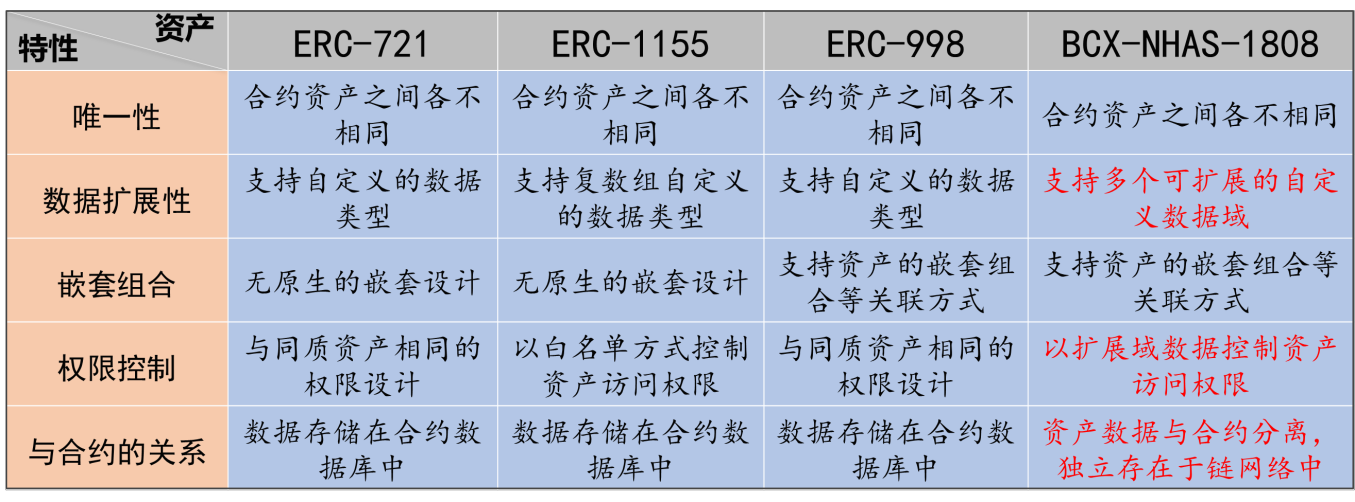 资产
特性
ERC-721
ERC-1155
ERC-998
BCX-NHAS-1808
唯一性
合约资产之间各不
相同
合约资产之间各不
相同
合约资产之间各不
相同
合约资产之间各不相同
数据扩展性
支持自定义的数据
类型
支持复数组自定义
的数据类型
支持自定义的数据
类型
支持多个可扩展的自定
义数据域
嵌套组合
无原生的嵌套设计
无原生的嵌套设计
支持资产的嵌套组
合等关联方式
支持资产的嵌套组合等
关联方式
权限控制
与同质资产相同的
权限设计
以白名单方式控制
资产访问权限
与同质资产相同的
权限设计
以扩展域数据控制资产
访问权限
与合约的关系
数据存储在合约数
据库中
数据存储在合约数
据库中
数据存储在合约数
据库中
资产数据与合约分离，
独立存在于链网络中